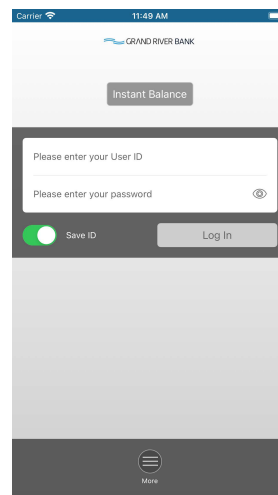 Carrier 11:49 AM
GRAND RIVER BANK
Instant Balance
Please enter your User ID
Please enter your password
Save ID Log In
More